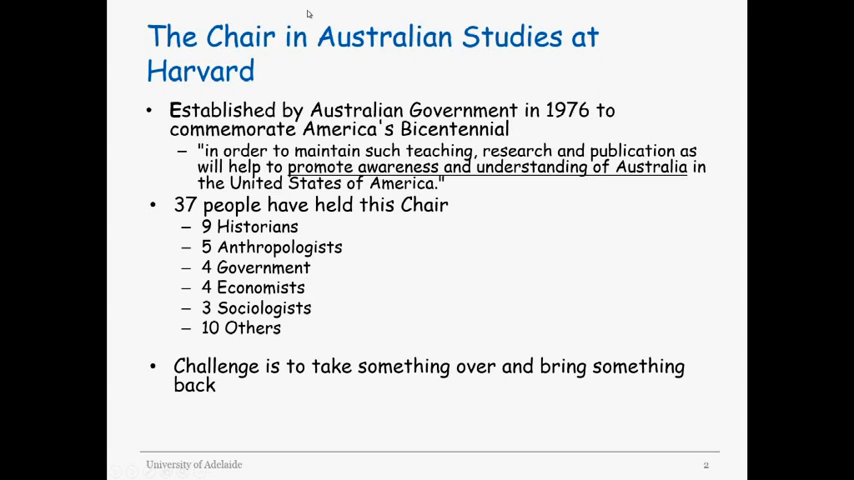 The Chair in Australian Studies at
Harvard
• Established by Australian Government in 1976 to
commemorate America's Bicentennial
– "in order to maintain such teaching, research and publication as
will help to promote awareness and understanding of Australia in
the United States of America."
• 37 people have held this Chair
– 9 Historians
– 5 Anthropologists
– 4 Government
– 4 Economists
– 3 Sociologists
– 10 Others
• Challenge is to take something over and bring something
back
University of Adelaide
2